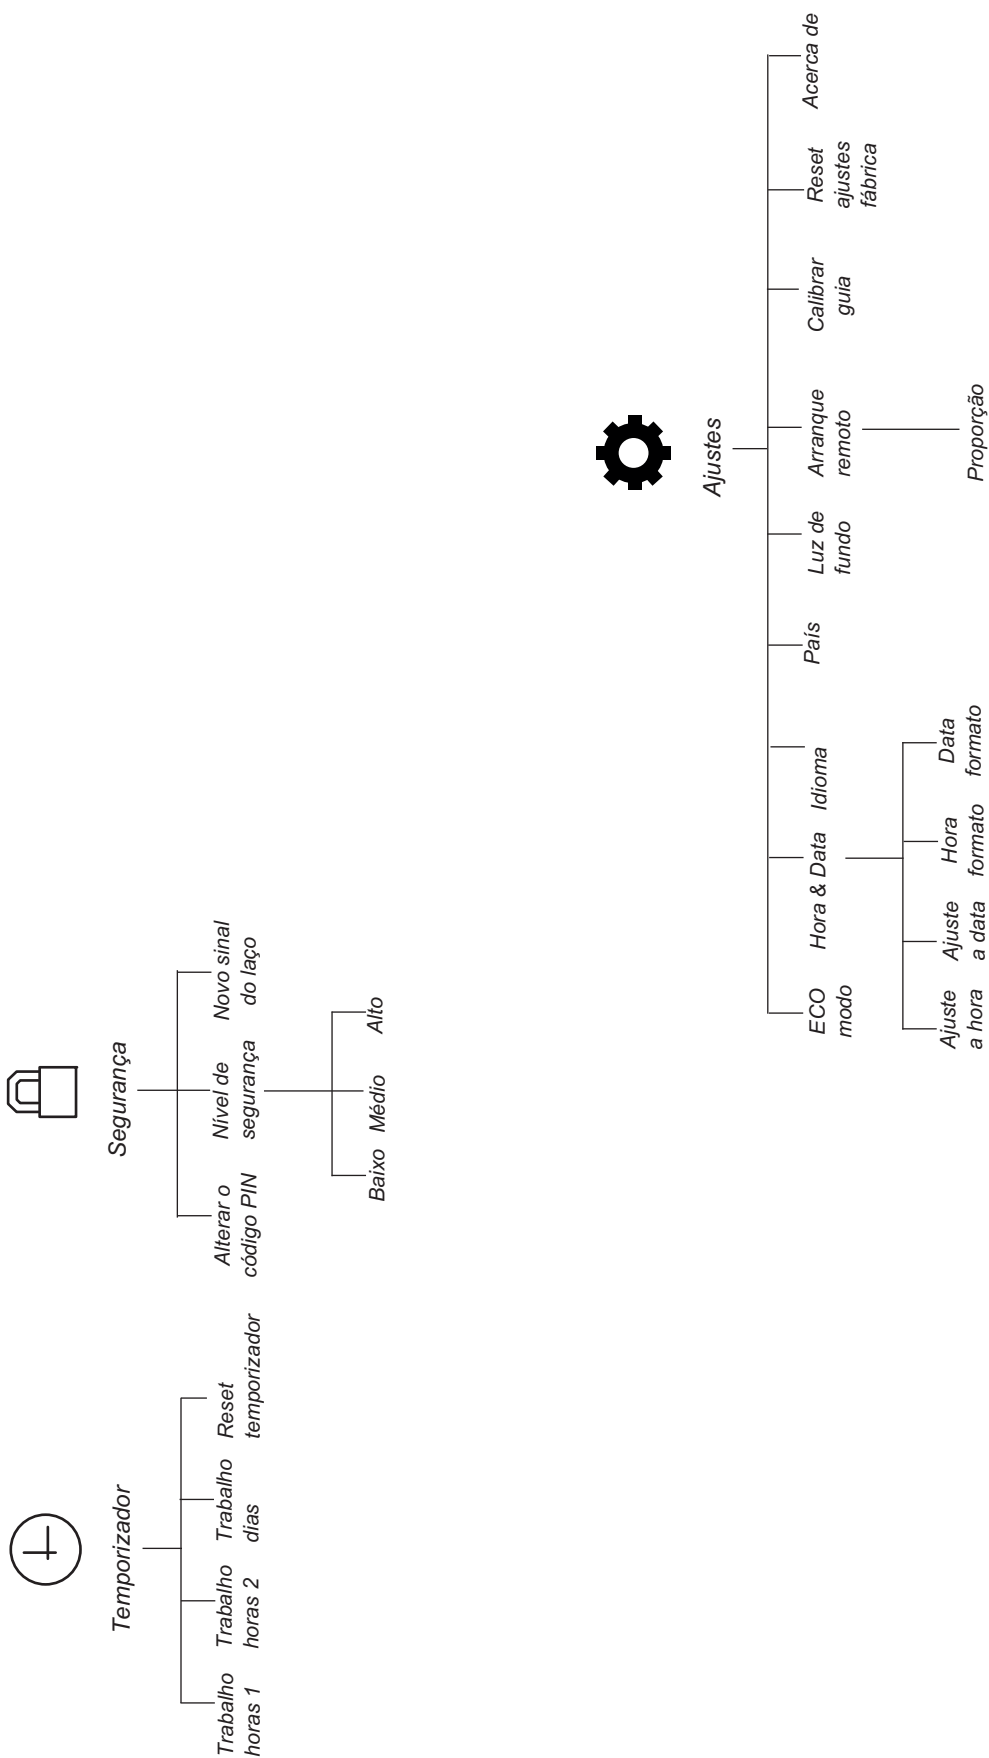 Temporizador
Trabalho
horas 1
Trabalho
horas 2
Trabalho
dias
Reset
temporizador
Segurança
Alterar o
código PIN
Nível de
segurança
Novo sinal
do laço
Baixo
Médio
Alto
Ajustes
ECO
modo
Hora & Data
Idioma
País
Luz de
fundo
Arranque
remoto
Calibrar
guia
Reset
ajustes
fábrica
Acerca de
Ajuste
a hora
Ajuste
a data
Hora
formato
Data
formato
Proporção